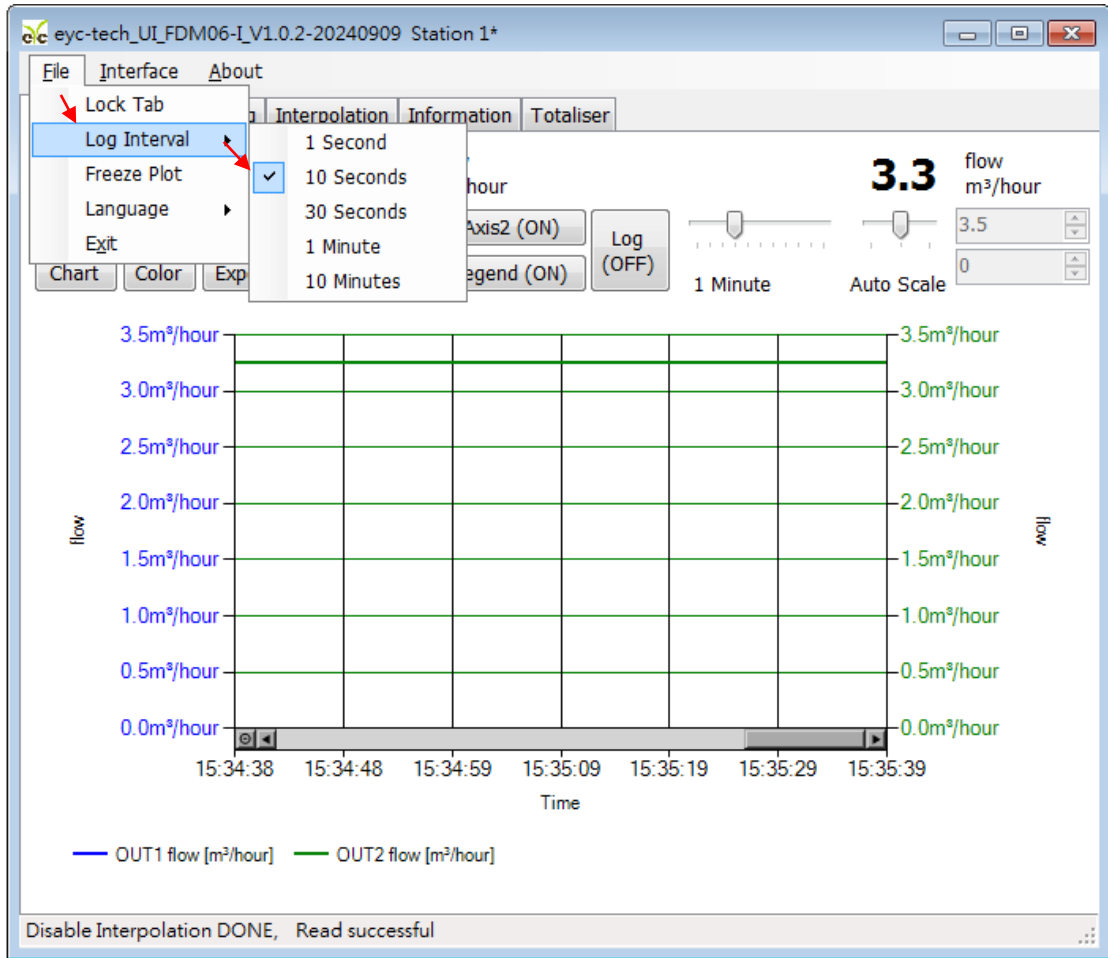 eyc-tech_UI_FDM06-I_V1.0.2-20240909 Station 1*
File Interface About
Lock Tab
Interpolation Information Totaliser
Log Interval
1 Second
Freeze Plot
10 Seconds
hour
3.3
flow
m³/hour
Language
30 Seconds
Axis2 (ON)
Log
(OFF)
3.5
Exit
1 Minute
Chart Color
10 Minutes
egend (ON)
1 Minute
Auto Scale
0
3.5m³/hour
3.0m³/hour
2.5m³/hour
2.0m³/hour
1.5m³/hour
1.0m³/hour
0.5m³/hour
0.0m³/hour
flow
3.5m³/hour
3.0m³/hour
2.5m³/hour
2.0m³/hour
1.5m³/hour
1.0m³/hour
0.5m³/hour
0.0m³/hour
flow
15:34:38 15:34:48 15:34:59 15:35:09 15:35:19 15:35:29 15:35:39
Time
OUT1 flow [m³/hour] OUT2 flow [m³/hour]
Disable Interpolation DONE, Read successful